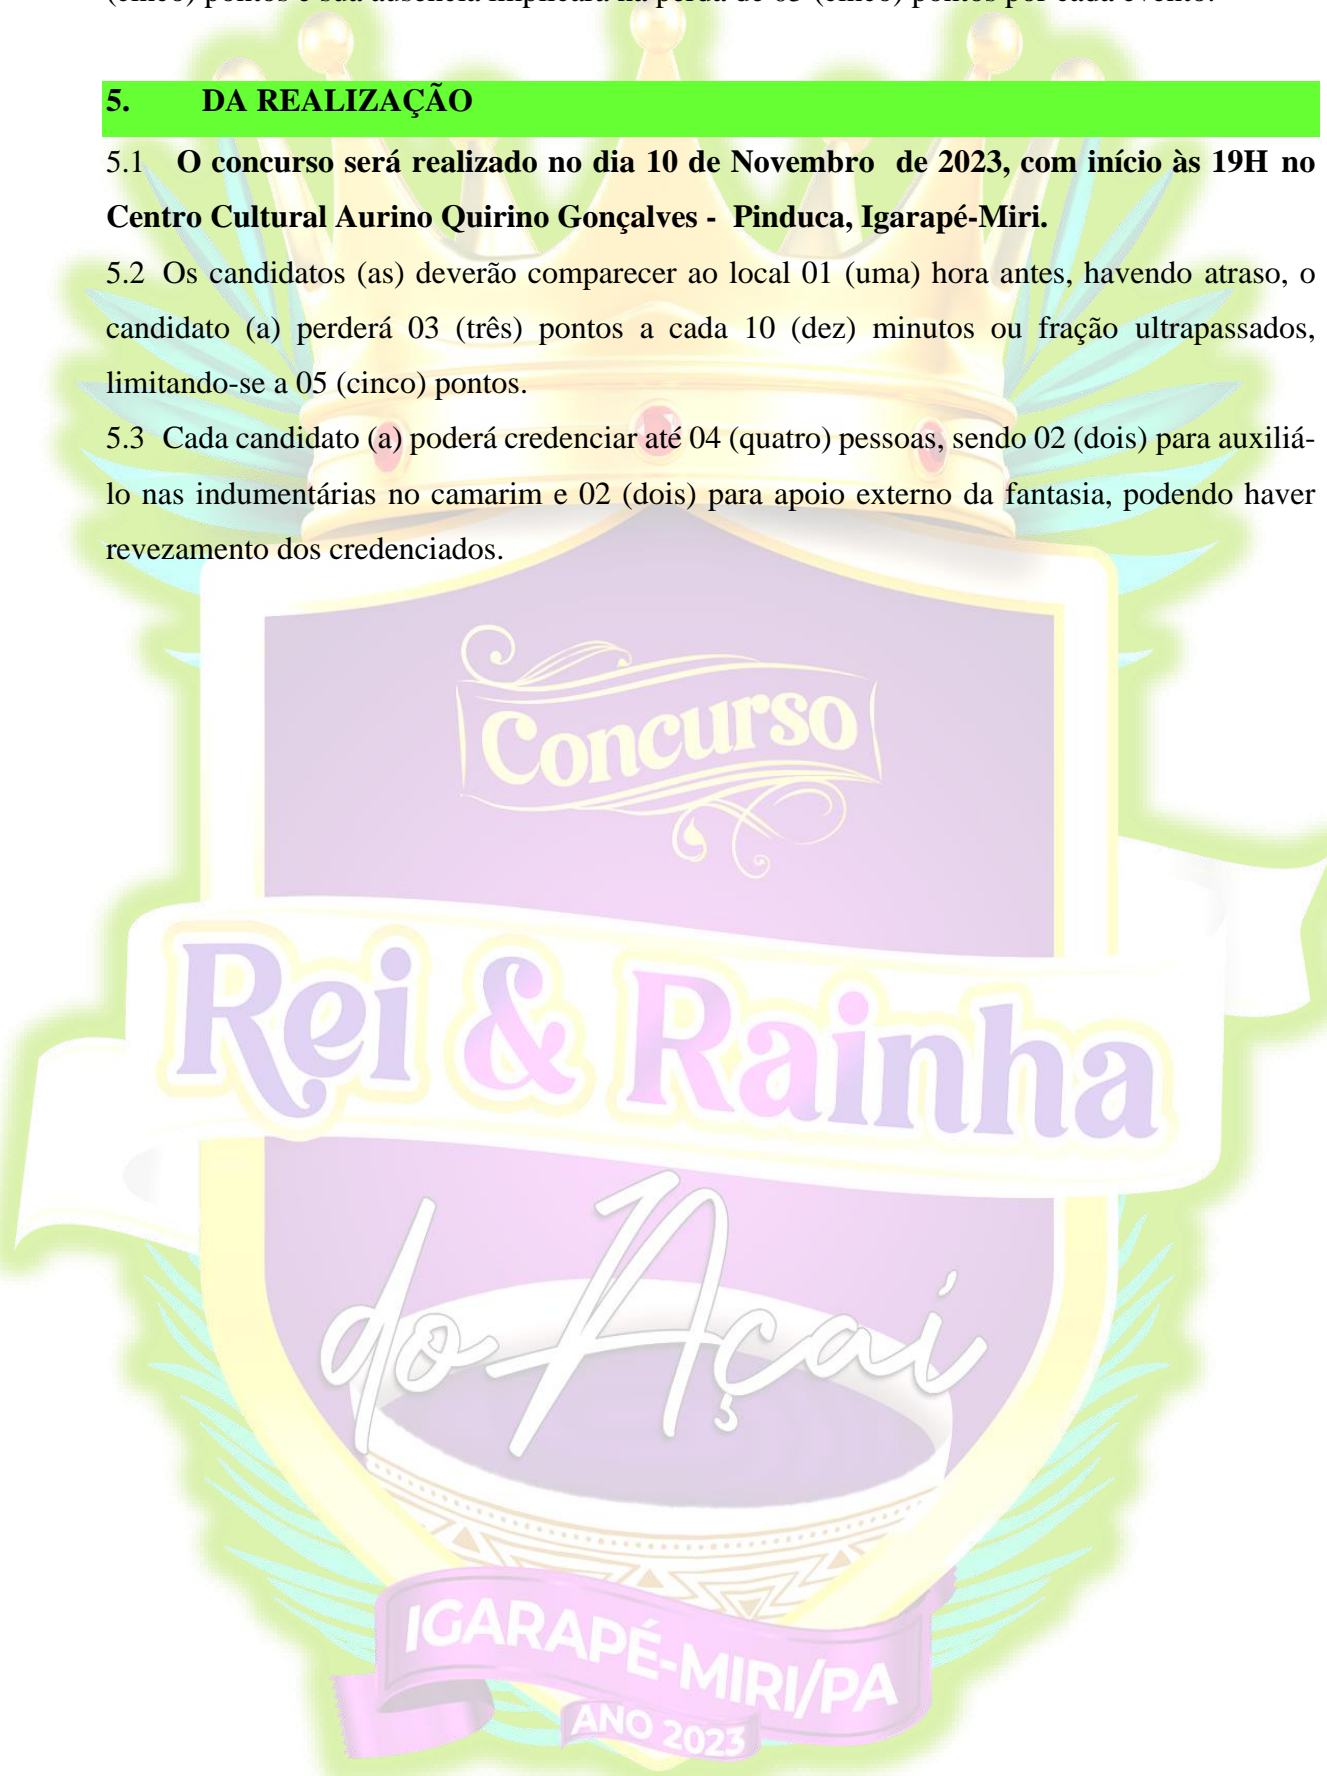 5. DA REALIZAÇÃO
5.1 O concurso será realizado no dia 10 de Novembro de 2023, com início às 19H no
Centro Cultural Aurino Quirino Gonçalves - Pinduca, Igarapé-Miri.
5.2 Os candidatos (as) deverão comparecer ao local 01 (uma) hora antes, havendo atraso, o
candidato (a) perderá 03 (três) pontos a cada 10 (dez) minutos ou fração ultrapassados,
limitando-se a 05 (cinco) pontos.
5.3 Cada candidato (a) poderá credenciar até 04 (quatro) pessoas, sendo 02 (dois) para auxiliá-
lo nas indumentárias no camarim e 02 (dois) para apoio externo da fantasia, podendo haver
revezamento dos credenciados.
Concurso
Rei & Rainha
do Açaí
IGARAPÉ-MIRI/PA
ANO 2023